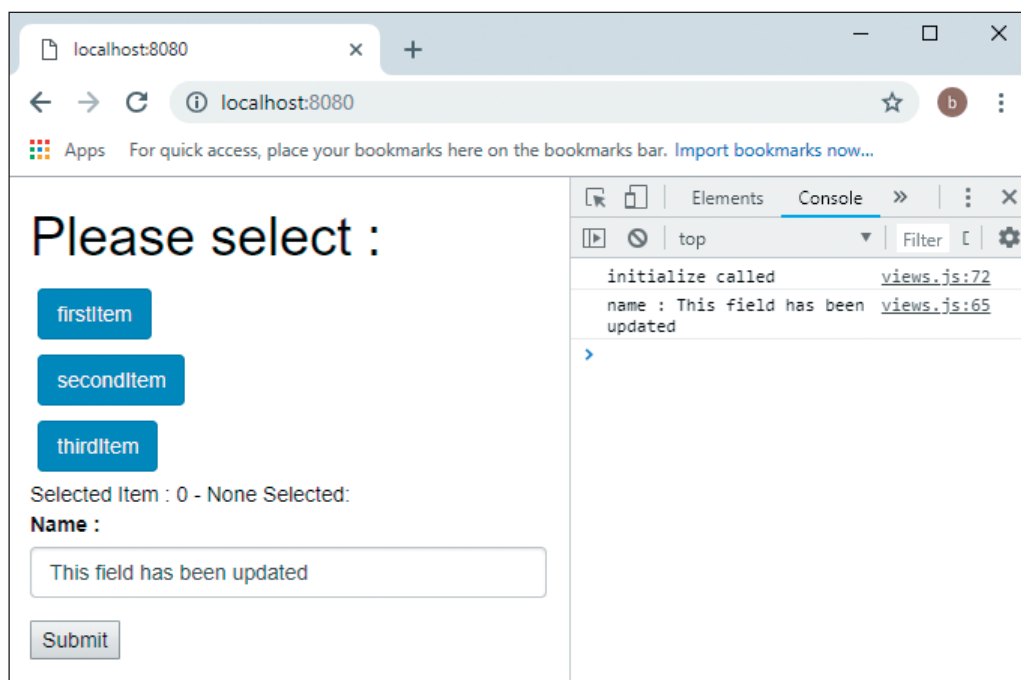 localhost:8080
localhost:8080
b
Apps For quick access, place your bookmarks here on the bookmarks bar. Import bookmarks now...
Please select :
firstItem
secondItem
thirdItem
Selected Item : 0 - None Selected:
Name :
This field has been updated
Submit
Elements Console
top Filter
initialize called views.js:72
name : This field has been views.js:65
updated